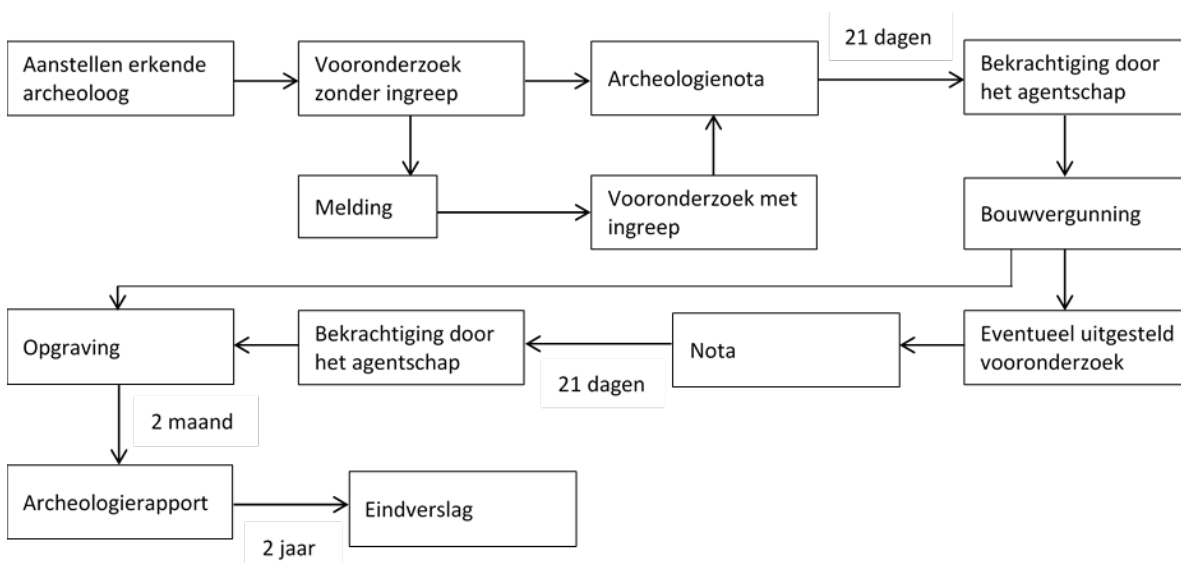 21 dagen
Aanstellen erkende
archeoloog
Vooronderzoek
zonder ingreep
Archeologienota
Bekrachtiging door
het agentschap
Melding
Vooronderzoek met
ingreep
Bouwvergunning
Opgraving
Bekrachtiging door
het agentschap
Nota
Eventueel uitgesteld
vooronderzoek
21 dagen
2 maand
Archeologierapport
Eindverslag
2 jaar